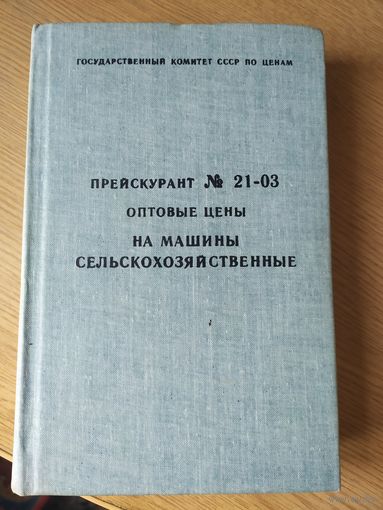 ГОСУДАРСТВЕННЫЙ КОМИТЕТ СССР ПО ЦЕНАМ
ПРЕЙСКУРАНТ № 21-03
ОПТОВЫЕ ЦЕНЫ
НА МАШИНЫ
СЕЛЬСКОХОЗЯЙСТВЕННЫЕ